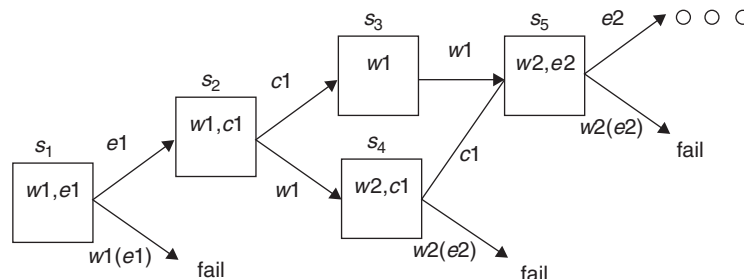 s3
s5
e2
w1
w1
w2,e2
s2
c1
w2(e2)
fail
w1,c1
c1
s1
e1
s4
w1
w2,c1
w1,e1
w1(e1)
fail
w2(e2)
fail